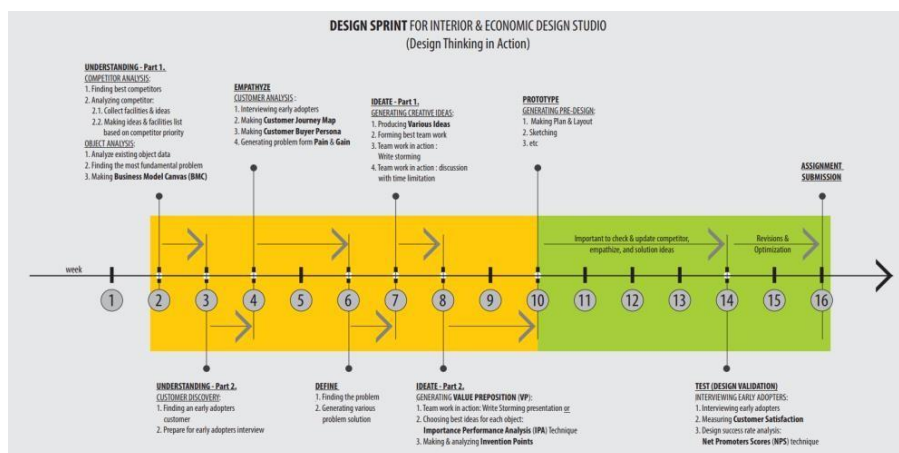 DESIGN SPRINT FOR INTERIOR & ECONOMIC DESIGN STUDIO
(Design Thinking in Action)
UNDERSTANDING - Part 1.
COMPETITOR ANALYSIS:
1. Finding best competitors
2. Analyzing competitor:
2.1. Collect facilities & ideas
2.2. Making ideas & facilities list
based on competitor priority
OBJECT ANALYSIS:
1. Analyze existing object data
2. Finding the most fundamental problem
3. Making Business Model Canvas (BMC)
EMPATHYZE
CUSTOMER ANALYSIS :
1. Interviewing early adopters
2. Making Customer Journey Map
3. Making Customer Buyer Persona
4. Generating problem form Pain & Gain
IDEATE - Part 1.
GENERATING CREATIVE IDEAS:
1. Producing Various Ideas
2. Forming best team work
3. Team work in action :
Write storming
4. Team work in action : discussion
with time limitation
PROTOTYPE
GENERATING PRE-DESIGN:
1. Making Plan & Layout
2. Sketching
3. etc
ASSIGNMENT
SUBMISSION
Important to check & update competitor,
empathize, and solution ideas
Revisions &
Optimization
week
1
2
3
4
5
6
7
8
9
10
11
12
13
14
15
16
UNDERSTANDING - Part 2.
CUSTOMER DISCOVERY:
1. Finding an early adopters
customer
2. Prepare for early adopters interview
DEFINE
1. Finding the problem
2. Generating various
problem solution
IDEATE - Part 2.
GENERATING VALUE PREPOSITION (VP):
1. Team work in action: Write Storming presentation or
2. Choosing best ideas for each object:
Importance Performance Analysis (IPA) Technique
3. Making & analyzing Invention Points
TEST (DESIGN VALIDATION)
INTERVIEWING EARLY ADOPTERS:
1. Interviewing early adopters
2. Measuring Customer Satisfaction
3. Design success rate analysis:
Net Promoters Scores (NPS) technique